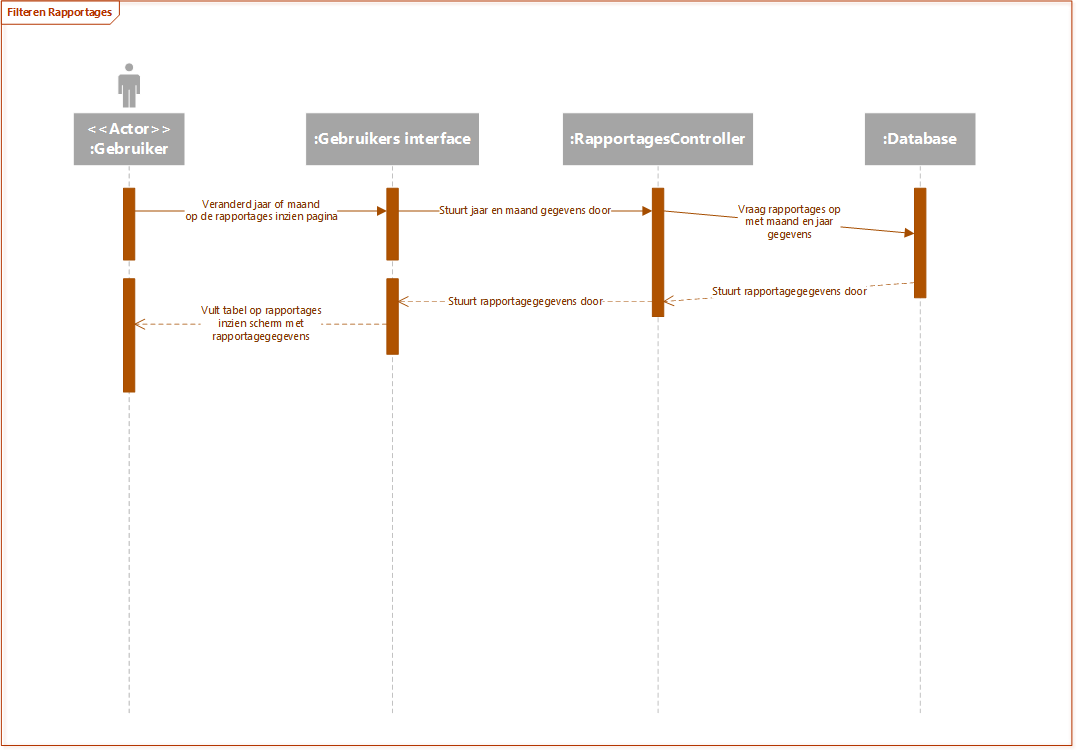 Filteren Rapportages
<<Actor>>
:Gebruiker
:Gebruikers interface
:RapportagesController
:Database
Veranderd jaar of maand
op de rapportages inzien pagina
Stuurt jaar en maand gegevens door
Vraag rapportages op
met maand en jaar
gegevens
Stuurt rapportagegegevens door
Stuurt rapportagegegevens door
Vult tabel op rapportages
inzien scherm met
rapportagegegevens